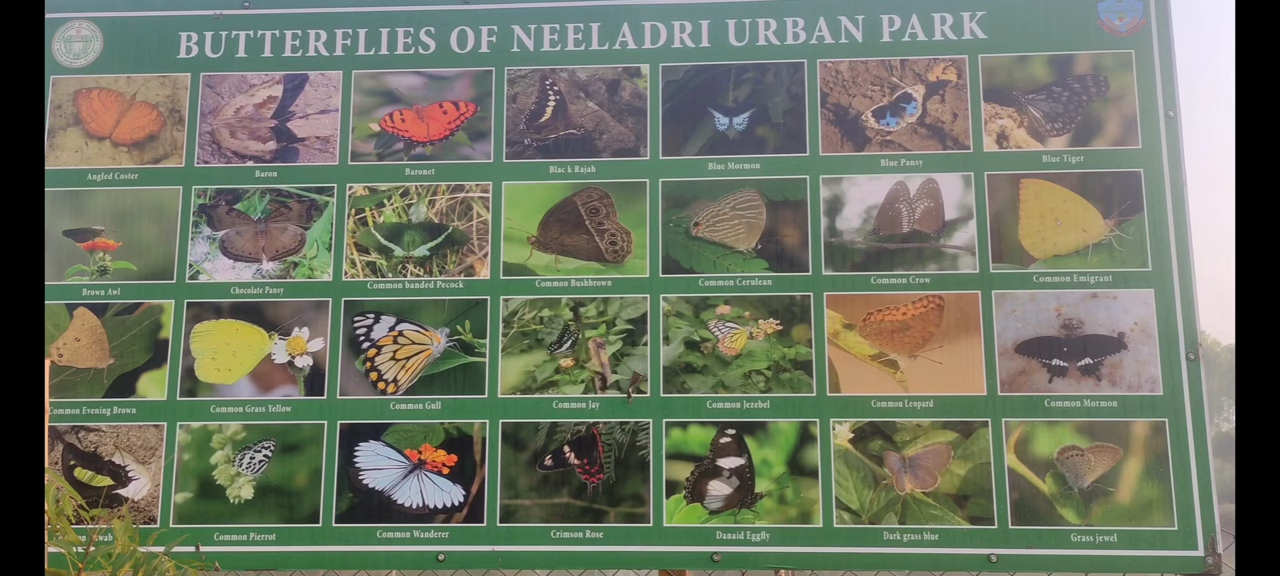 BUTTERFLIES OF NEELADRI URBAN PARK
Angled Coster
Baron
Baronet
Blac k Rajah
Blue Mormon
Blue Pansy
Blue Tiger
Brown Awl
Chocolate Pansy
Common banded Pecock
Common Bushbrown
Common Cerulean
Common Crow
Common Emigrant
Common Evening Brown
Common Grass Yellow
Common Gull
Common Jay
Common Jezebel
Common Leopard
Common Mormon
Common Pierrot
Common Wanderer
Crimson Rose
Danaid Eggfly
Dark grass blue
Grass jewel